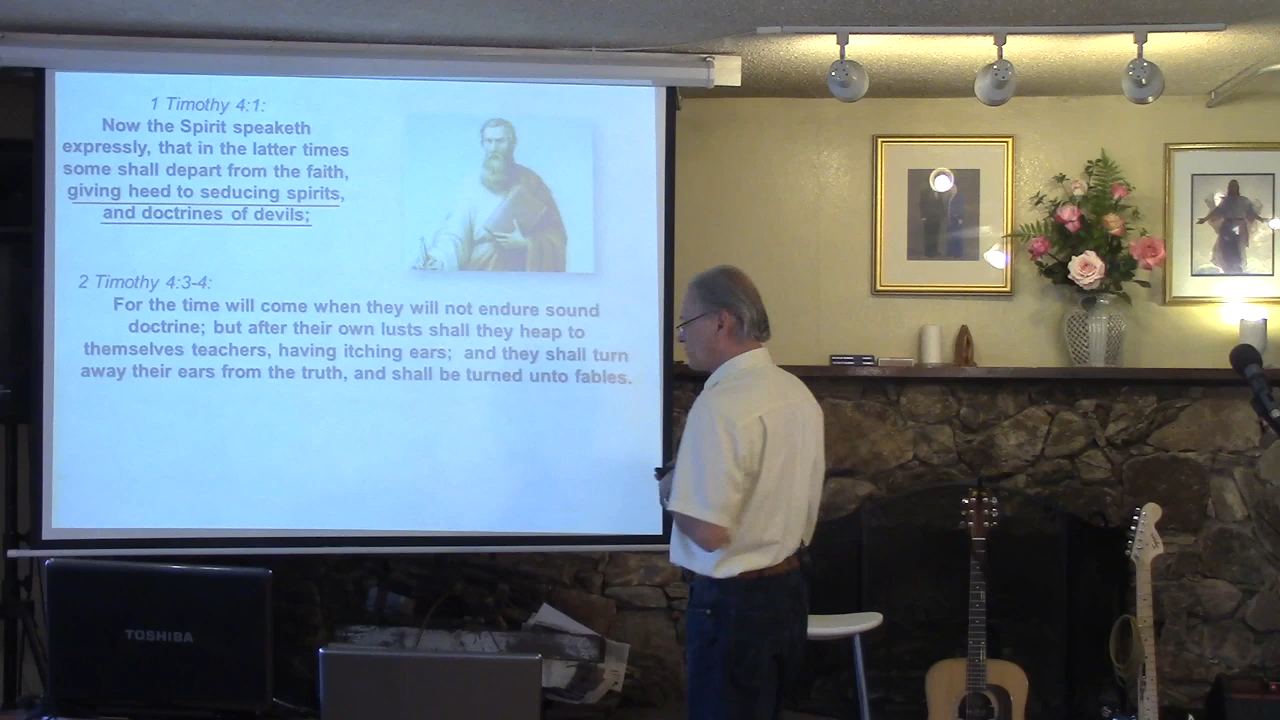 1 Timothy 4:1:
Now the Spirit speaketh
expressly, that in the latter times
some shall depart from the faith,
giving heed to seducing spirits,
and doctrines of devils;
2 Timothy 4:3-4:
For the time will come when they will not endure sound
doctrine; but after their own lusts shall they heap to
themselves teachers, having itching ears; and they shall turn
away their ears from the truth, and shall be turned unto fables.
TOSHIBA